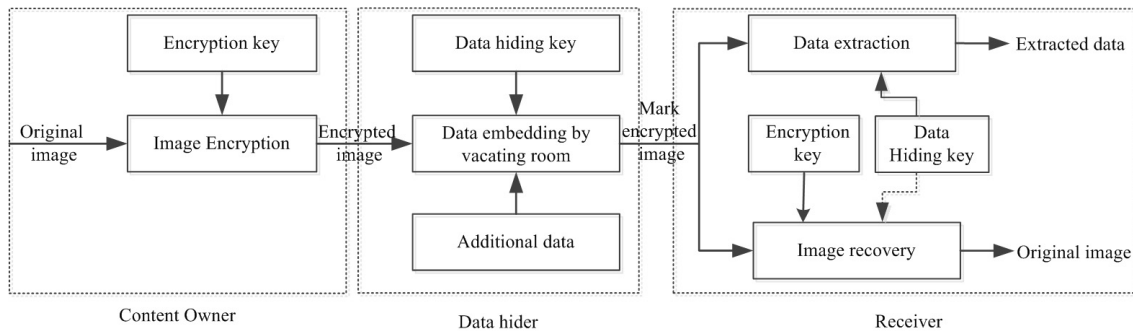 Encryption key
Data hiding key
Data extraction
Extracted data
Original
image
Image Encryption
Encrypted
image
Data embedding by
vacating room
Mark
encrypted
image
Encryption
key
Data
Hiding key
Additional data
Image recovery
Original image
Content Owner
Data hider
Receiver